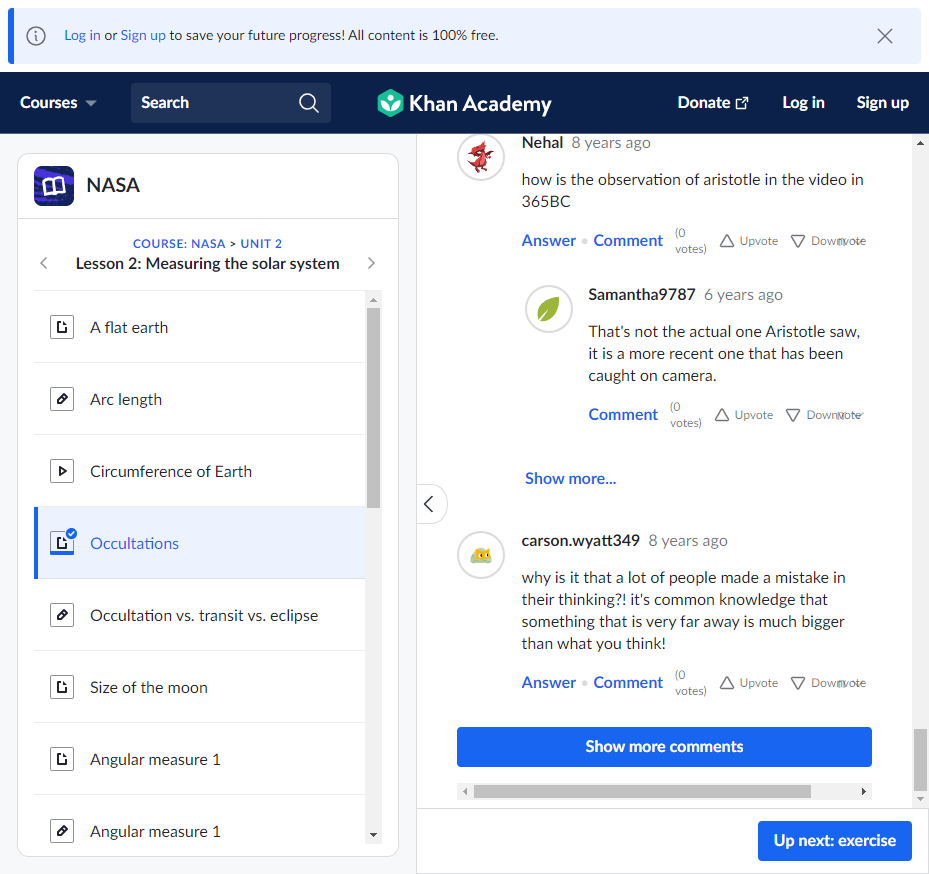 Log in or Sign up to save your future progress! All content is 100% free.
Courses
Search
Khan Academy
Donate
Log in
Sign up
NASA
COURSE: NASA > UNIT 2
Lesson 2: Measuring the solar system
A flat earth
Arc length
Circumference of Earth
Occultations
Occultation vs. transit vs. eclipse
Size of the moon
Angular measure 1
Angular measure 1
Nehal 8 years ago
how is the observation of aristotle in the video in
365BC
Answer • Comment
(0
votes)
Upvote
Downvote
Samantha9787 6 years ago
That's not the actual one Aristotle saw,
it is a more recent one that has been
caught on camera.
Comment
(0
votes)
Upvote
Downvote
Show more...
carson.wyatt349 8 years ago
why is it that a lot of people made a mistake in
their thinking?! it's common knowledge that
something that is very far away is much bigger
than what you think!
Answer • Comment
(0
votes)
Upvote
Downvote
Show more comments
Up next: exercise